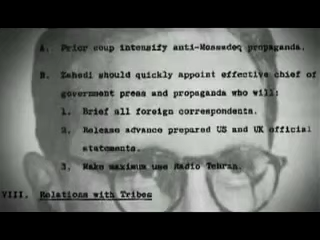 A. Prior coup intensify anti-Mossadeq propaganda.
B. Zahedi should quickly appoint effective chief of
government press and propaganda who will:
1. Brief all foreign correspondents.
2. Release advance prepared US and UK official
statements.
3. Make maximum use Radio Tehran.
VIII. Relations with Tribes